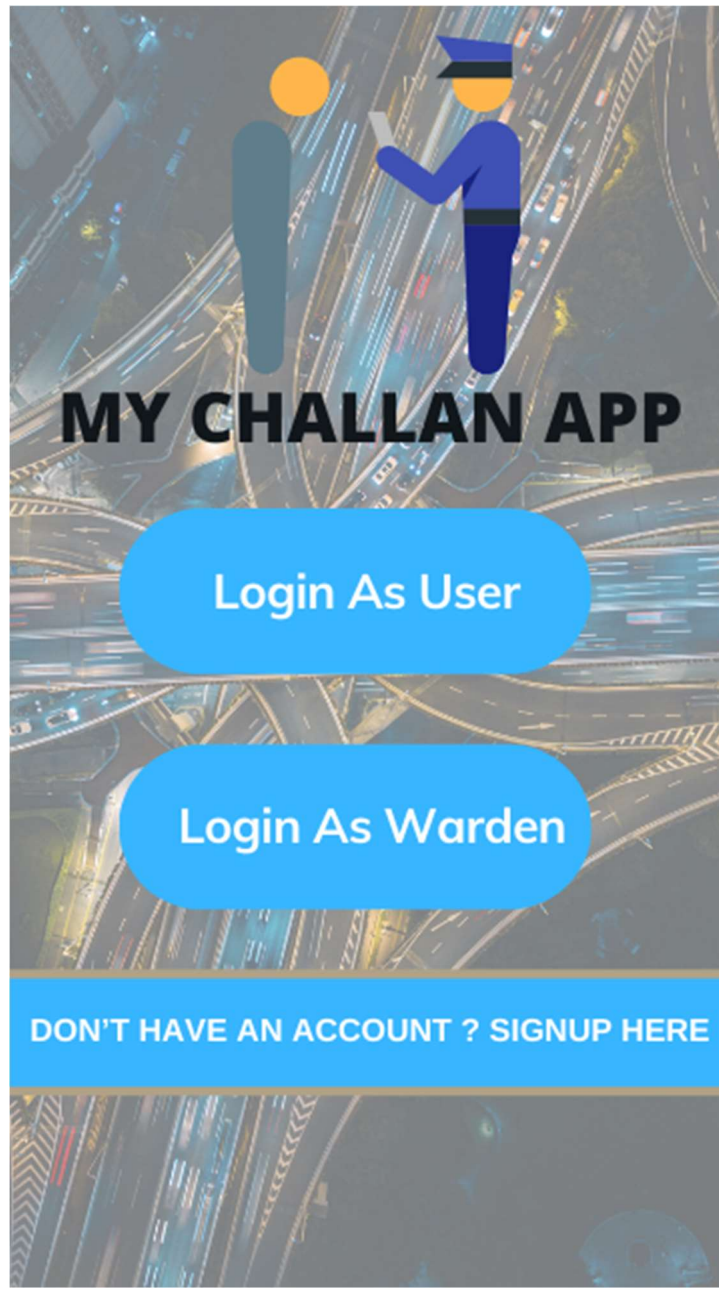 MY CHALLAN APP
Login As User
Login As Warden
DON’T HAVE AN ACCOUNT ? SIGNUP HERE